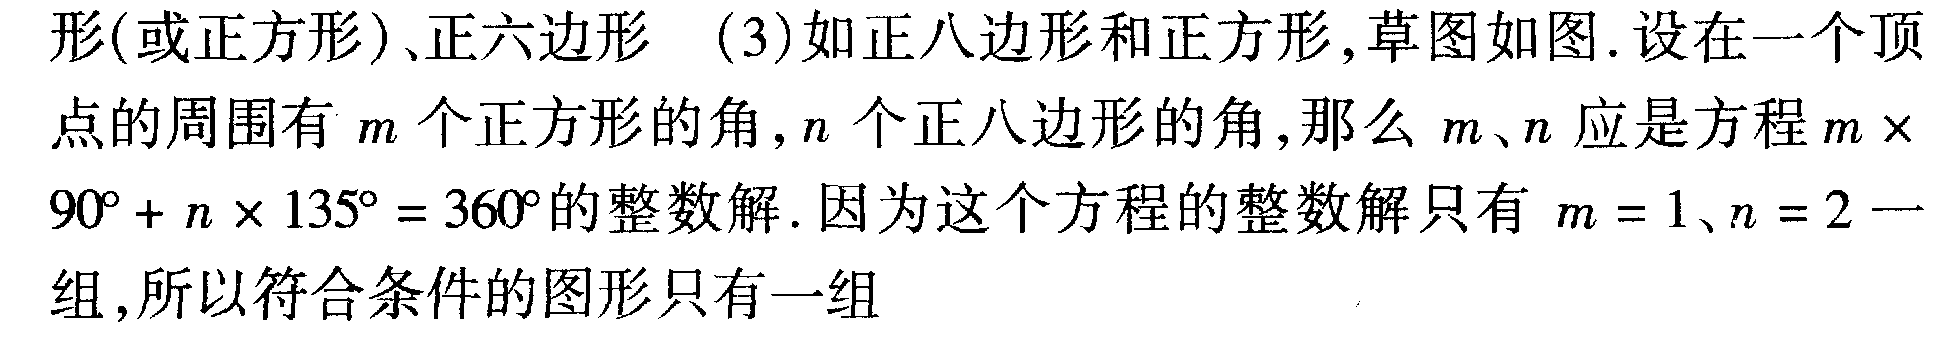 形(或正方形)、正六边形 (3)如正八边形和正方形,草图如图.设在一个顶
点的周围有 m 个正方形的角,n 个正八边形的角,那么 m、n 应是方程 m ×
90° + n × 135° = 360°的整数解.因为这个方程的整数解只有 m = 1、n = 2 一
组,所以符合条件的图形只有一组